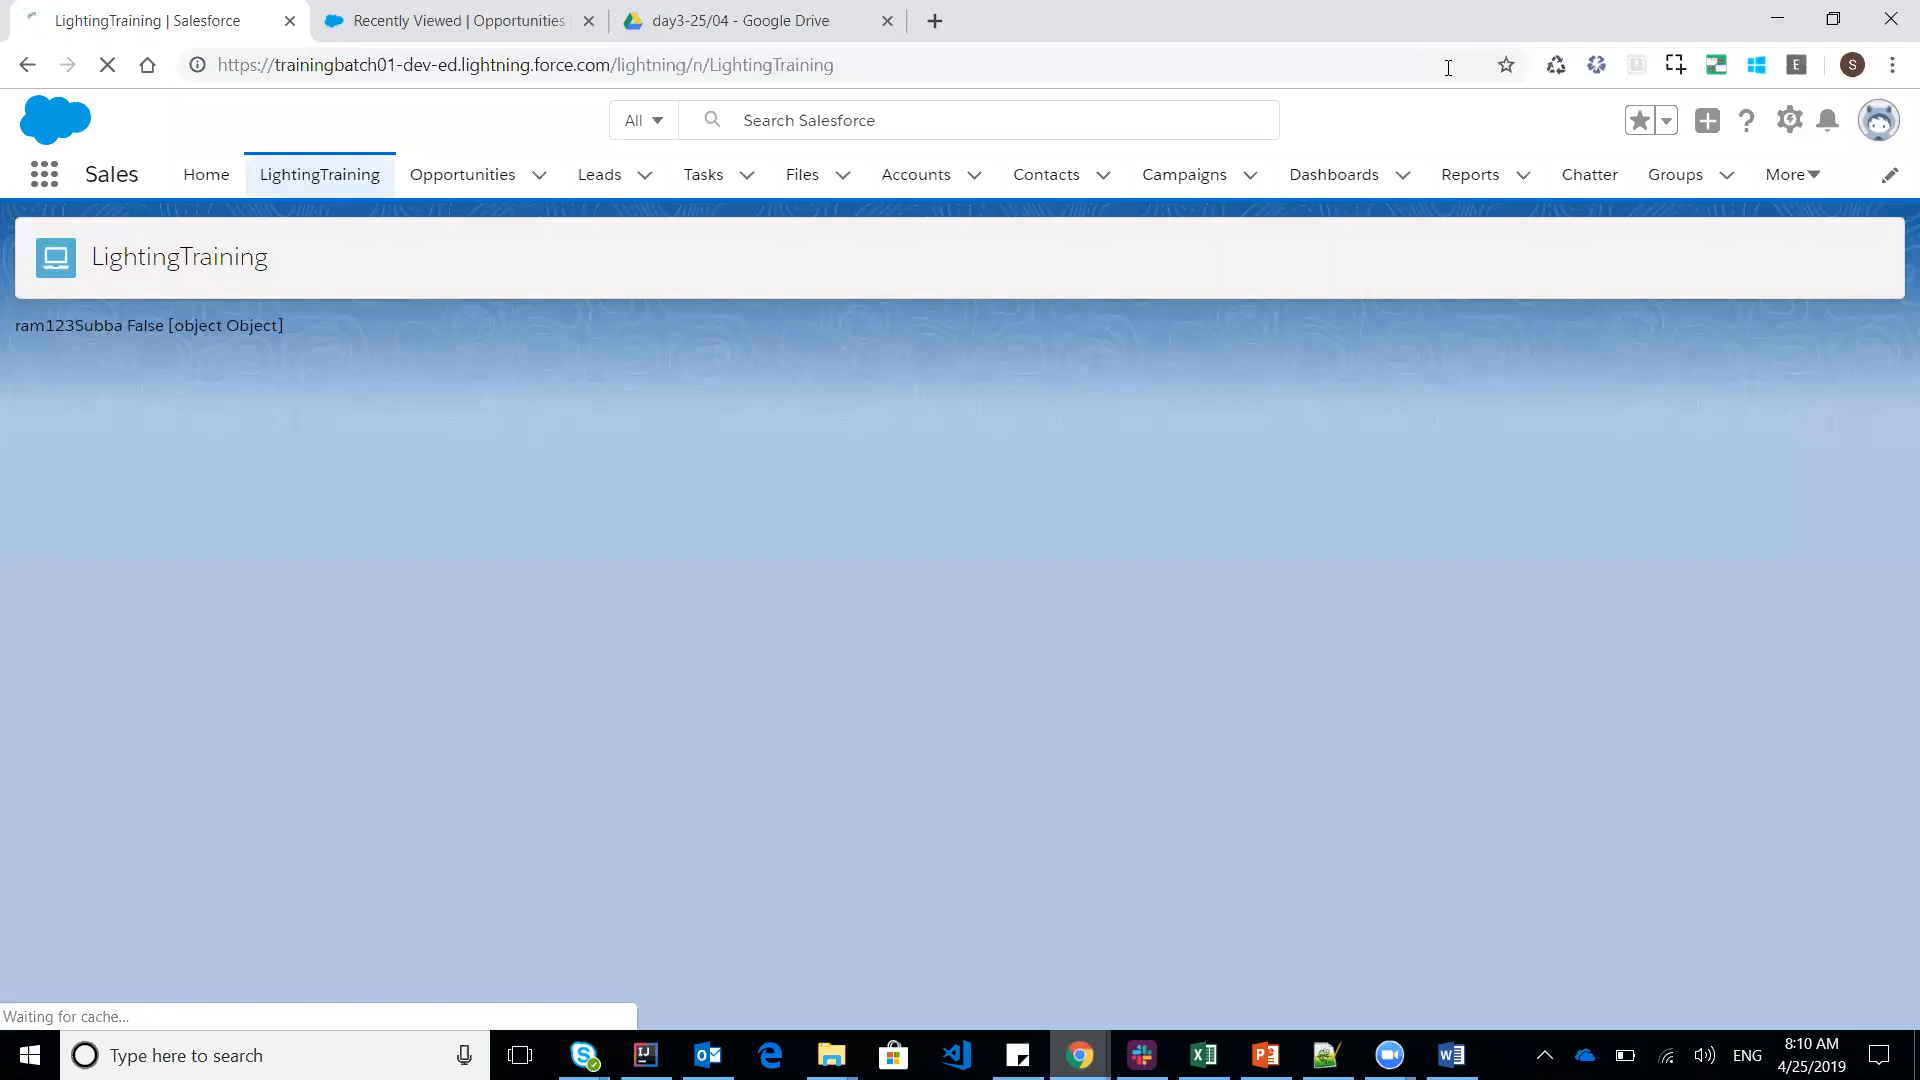 LightingTraining | Salesforce
Recently Viewed | Opportunities
day3-25/04 - Google Drive
https://trainingbatch01-dev-ed.lightning.force.com/lightning/n/LightingTraining
S
E
All
Search Salesforce
Sales
Home
LightingTraining
Opportunities
Leads
Tasks
Files
Accounts
Contacts
Campaigns
Dashboards
Reports
Chatter
Groups
More
LightingTraining
ram123Subba False [object Object]
Waiting for cache...
Type here to search
ENG
8:10 AM
4/25/2019